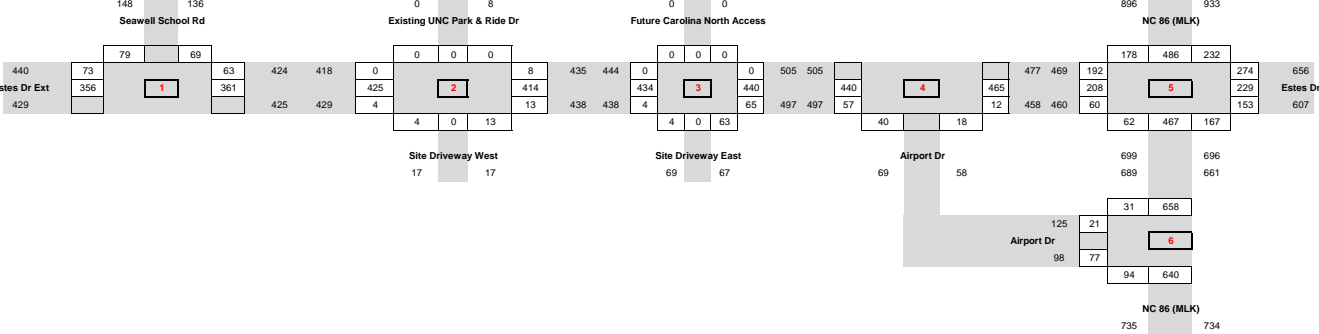 148 136 0 8 0 0 896 933
Seawell School Rd Existing UNC Park & Ride Dr Future Carolina North Access NC 86 (MLK)
79 69 0 0 0 0 0 0 178 486 232
440 73 63 424 418 0 8 435 444 0 0 505 505 477 469 192 274 656
stes Dr Ext 356 1 361 425 2 414 434 3 440 440 4 465 208 5 229 Estes Dr
429 425 429 4 13 438 438 4 65 497 497 57 12 458 460 60 153 607
4 0 13 4 0 63 40 18 62 467 167
Site Driveway West Site Driveway East Airport Dr 699 696
17 17 69 67 69 58 689 661
31 658
125 21
Airport Dr 6
98 77
94 640
NC 86 (MLK)
735 734